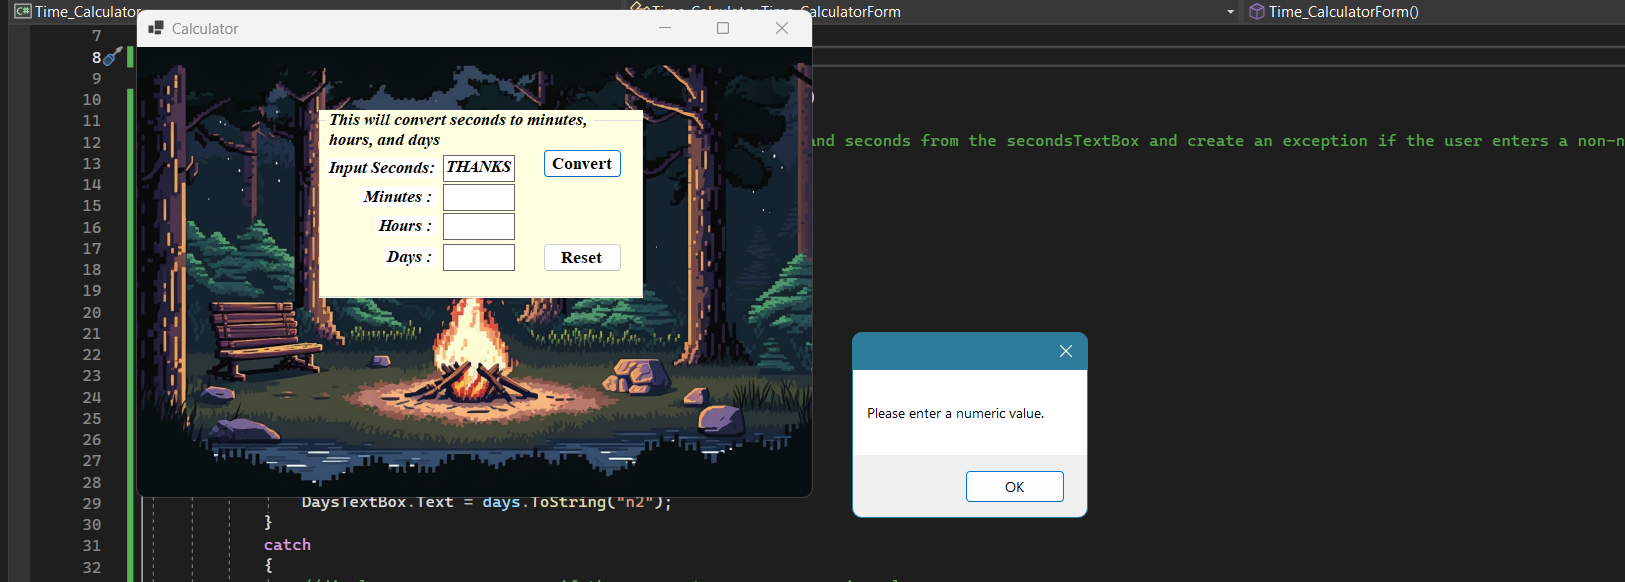 Time_Calculator
Time_Calculator.Time_CalculatorForm
Time_CalculatorForm()
Calculator
7
8
9
10
11
12
13
14
15
16
17
18
19
20
21
22
23
24
25
26
27
28
29
30
31
32
This will convert seconds to minutes,
hours, and days
Input Seconds: THANKS Convert
Minutes :
Hours :
Days : Reset
)
and seconds from the secondsTextBox and create an exception if the user enters a non-n
Please enter a numeric value.
OK
DaysTextBox.Text = days.ToString("n2");
}
catch
{